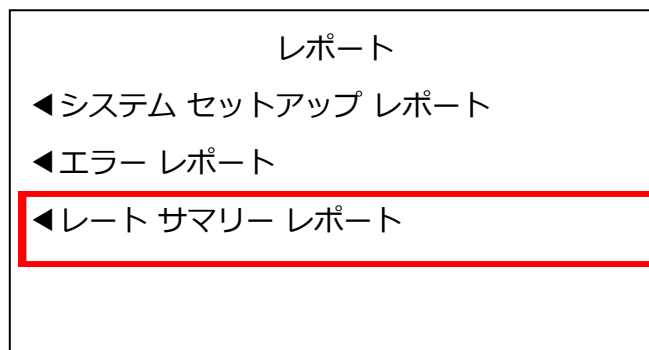 レポート
◀システム セットアップ レポート
◀エラー レポート
◀レート サマリー レポート